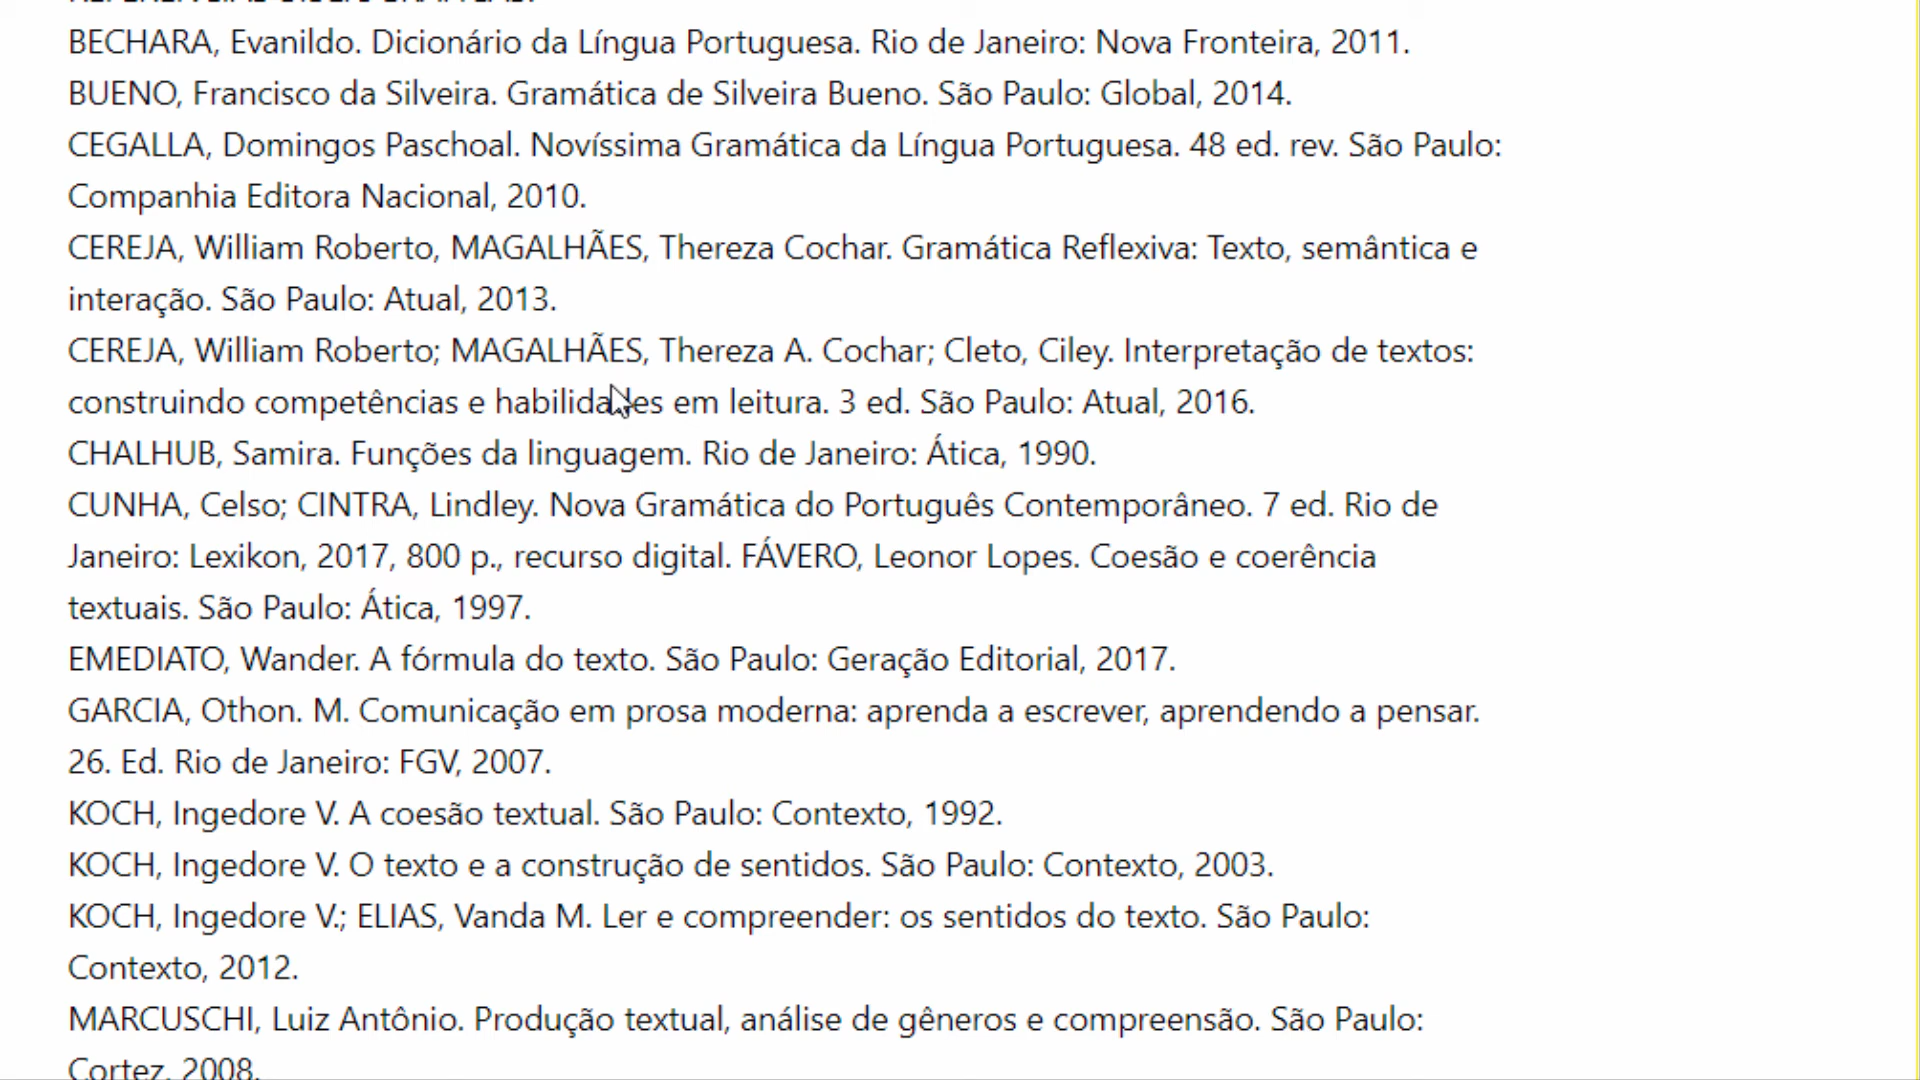 BECHARA, Evanildo. Dicionário da Língua Portuguesa. Rio de Janeiro: Nova Fronteira, 2011.
BUENO, Francisco da Silveira. Gramática de Silveira Bueno. São Paulo: Global, 2014.
CEGALLA, Domingos Paschoal. Novíssima Gramática da Língua Portuguesa. 48 ed. rev. São Paulo:
Companhia Editora Nacional, 2010.
CEREJA, William Roberto, MAGALHÃES, Thereza Cochar. Gramática Reflexiva: Texto, semântica e
interação. São Paulo: Atual, 2013.
CEREJA, William Roberto; MAGALHÃES, Thereza A. Cochar; Cleto, Ciley. Interpretação de textos:
construindo competências e habilidades em leitura. 3 ed. São Paulo: Atual, 2016.
CHALHUB, Samira. Funções da linguagem. Rio de Janeiro: Ática, 1990.
CUNHA, Celso; CINTRA, Lindley. Nova Gramática do Português Contemporâneo. 7 ed. Rio de
Janeiro: Lexikon, 2017, 800 p., recurso digital. FÁVERO, Leonor Lopes. Coesão e coerência
textuais. São Paulo: Ática, 1997.
EMEDIATO, Wander. A fórmula do texto. São Paulo: Geração Editorial, 2017.
GARCIA, Othon. M. Comunicação em prosa moderna: aprenda a escrever, aprendendo a pensar.
26. Ed. Rio de Janeiro: FGV, 2007.
KOCH, Ingedore V. A coesão textual. São Paulo: Contexto, 1992.
KOCH, Ingedore V. O texto e a construção de sentidos. São Paulo: Contexto, 2003.
KOCH, Ingedore V.; ELIAS, Vanda M. Ler e compreender: os sentidos do texto. São Paulo:
Contexto, 2012.
MARCUSCHI, Luiz Antônio. Produção textual, análise de gêneros e compreensão. São Paulo:
Cortez, 2008.